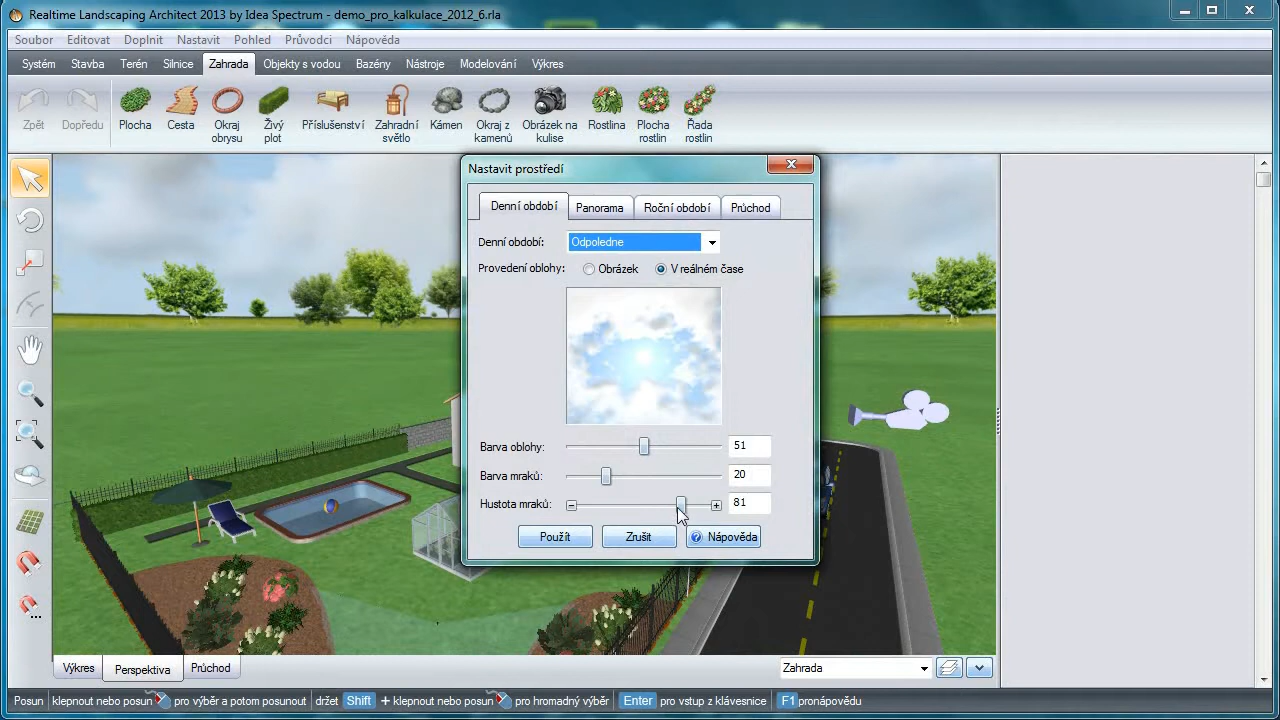 Realtime Landscaping Architect 2013 by Idea Spectrum - demo_pro_kalkulace_2012_6.rla
Soubor Editovat Doplnit Nastavit Pohled Průvodci Nápověda
Systém Stavba Terén Silnice Zahrada Objekty s vodou Bazény Nástroje Modelování Výkres
Zpět Dopředu Plocha Cesta Okraj obrysu Živý plot Příslušenství Zahradní světlo Kámen Okraj z kamenů Obrázek na kulise Rostlina Plocha rostlin Řada rostlin
Nastavit prostředí
Denní období Panorama Roční období Průchod
Denní období: Odpoledne
Provedení oblohy: Obrázek V reálném čase
Barva oblohy: 51
Barva mraků: 20
Hustota mraků: 81
Použít Zrušit Nápověda
Výkres Perspektiva Průchod Zahrada
Posun klepnout nebo posun pro výběr a potom posunout držet Shift + klepnout nebo posun pro hromadný výběr Enter pro vstup z klávesnice F1 pronápovědu